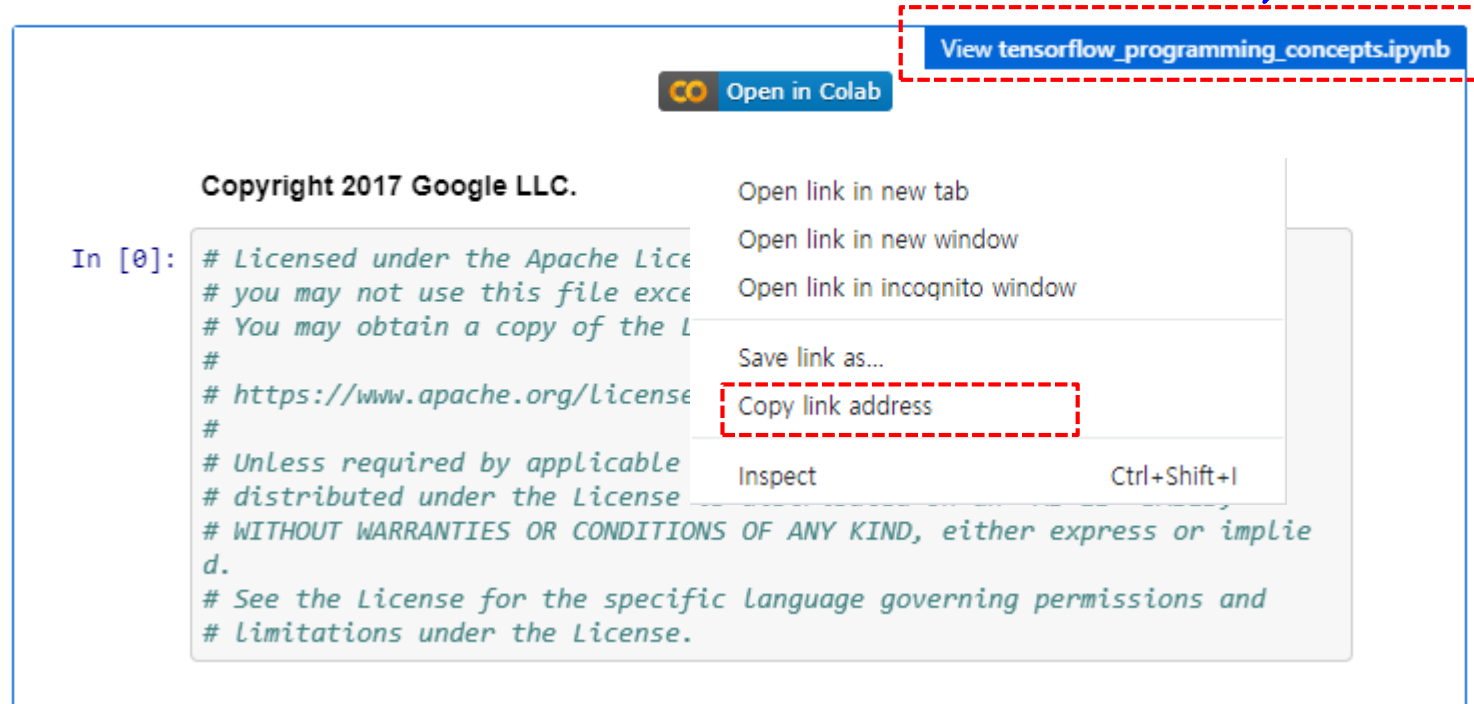 View tensorflow_programming_concepts.ipynb
CO Open in Colab
Copyright 2017 Google LLC.
In [0]:
# Licensed under the Apache Lice
# you may not use this file exce
# You may obtain a copy of the L
#
# https://www.apache.org/license
#
# Unless required by applicable
# distributed under the License
# WITHOUT WARRANTIES OR CONDITIONS OF ANY KIND, either express or implie
d.
# See the License for the specific language governing permissions and
# limitations under the License.
Open link in new tab
Open link in new window
Open link in incognito window
Save link as...
Copy link address
Inspect Ctrl+Shift+I